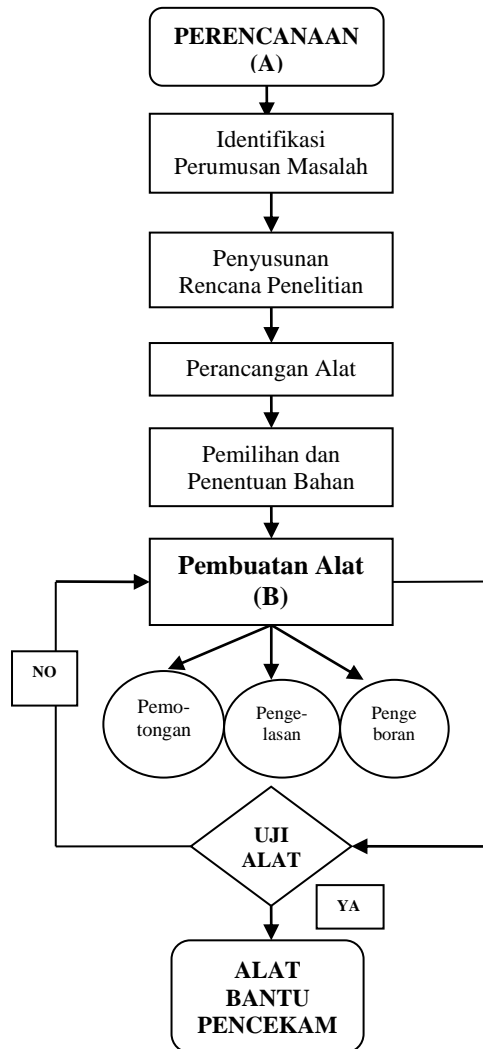 PERENCANAAN
(A)
Identifikasi
Perumusan Masalah
Penyusunan
Rencana Penelitian
Perancangan Alat
Pemilihan dan
Penentuan Bahan
Pembuatan Alat
(B)
NO
Pemo-
tongan
Penge-
lasan
Penge
boran
UJI
ALAT
YA
ALAT
BANTU
PENCEKAM